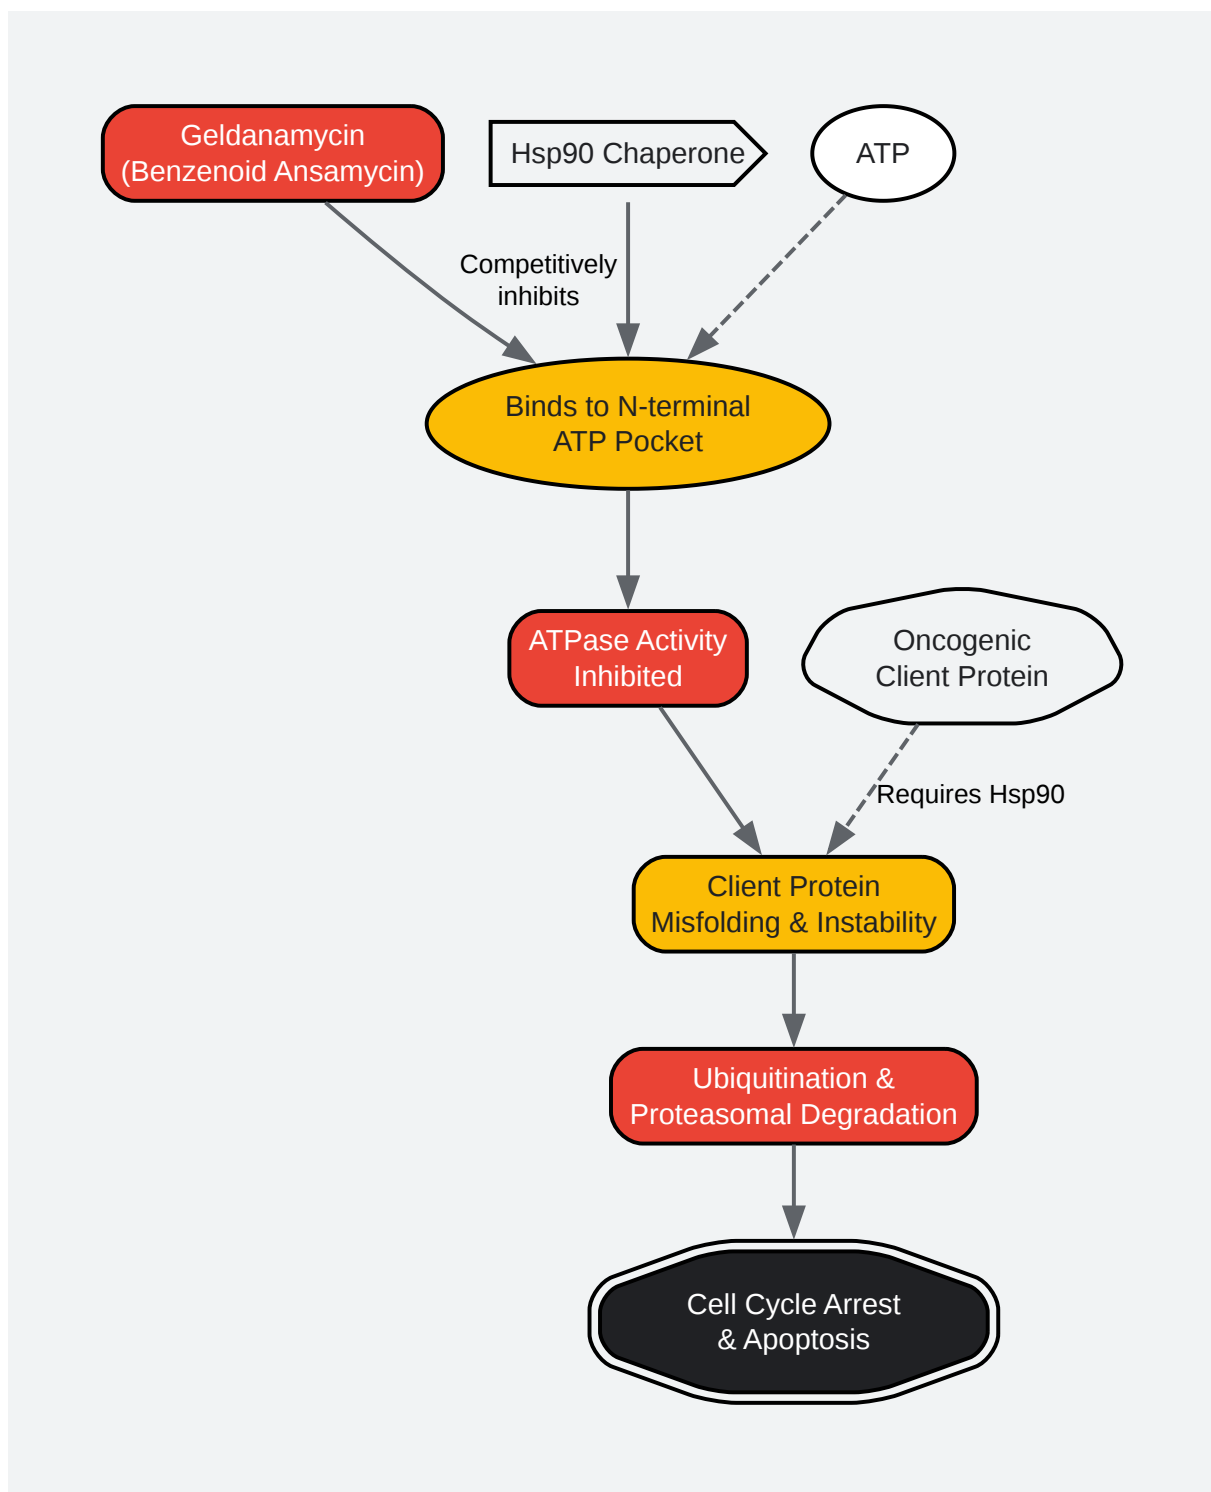 Geldanamycin
(Benzenoid Ansamycin)
Hsp90 Chaperone
ATP
Competitively
inhibits
Binds to N-terminal
ATP Pocket
ATPase Activity
Inhibited
Oncogenic
Client Protein
Requires Hsp90
Client Protein
Misfolding & Instability
Ubiquitination &
Proteasomal Degradation
Cell Cycle Arrest
& Apoptosis